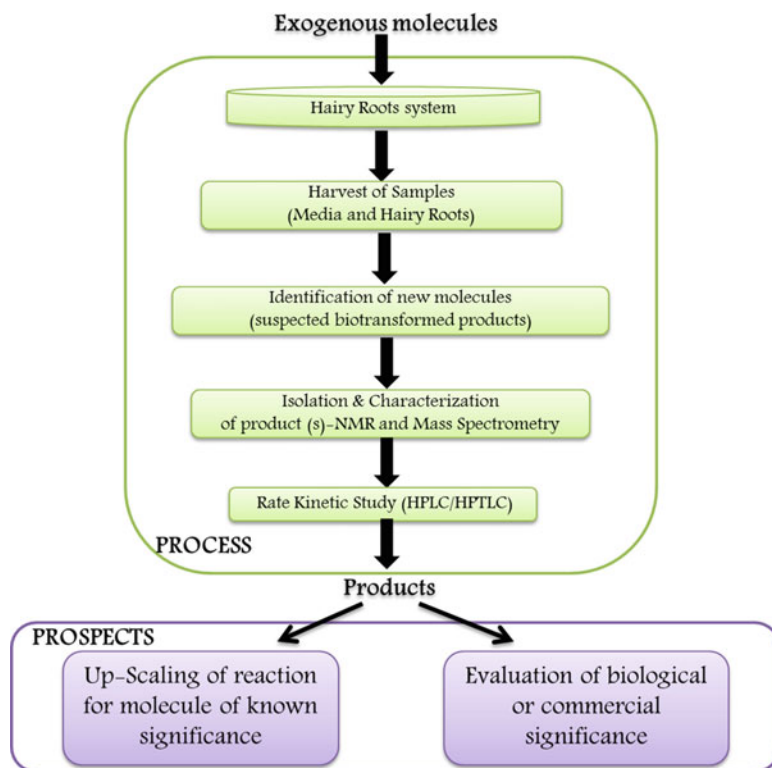 Exogenous molecules
Hairy Roots system
Harvest of Samples
(Media and Hairy Roots)
Identification of new molecules
(suspected biotransformed products)
Isolation & Characterization
of product (s)-NMR and Mass Spectrometry
Rate Kinetic Study (HPLC/HPTLC)
PROCESS
Products
PROSPECTS
Up-Scaling of reaction
for molecule of known
significance
Evaluation of biological
or commercial
significance